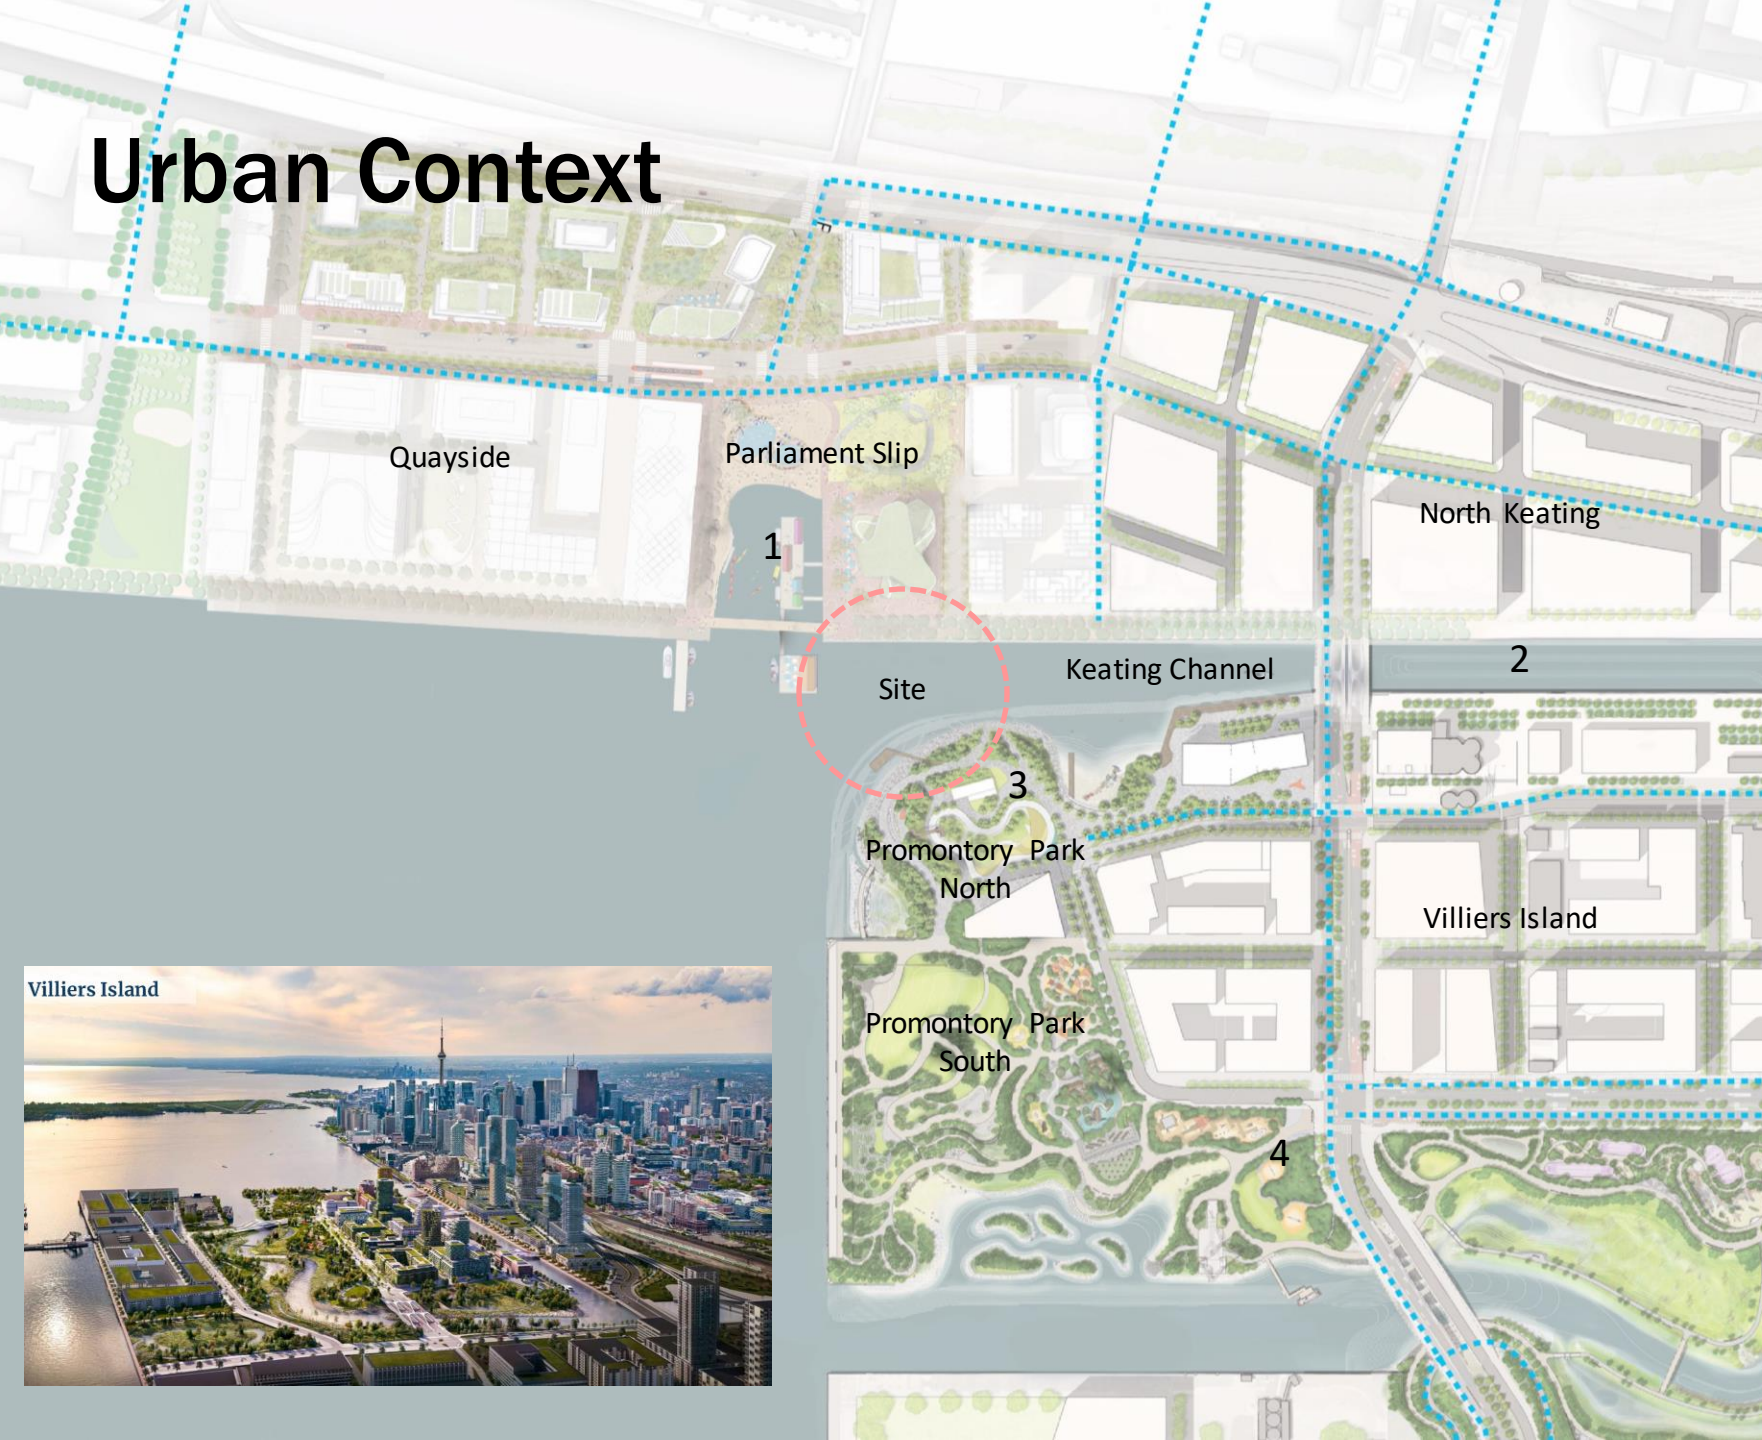 Urban Context
Quayside
Parliament Slip
1
North Keating
Site
Keating Channel
2
3
Promontory Park
North
Villiers Island
Villiers Island
Promontory Park
South
4